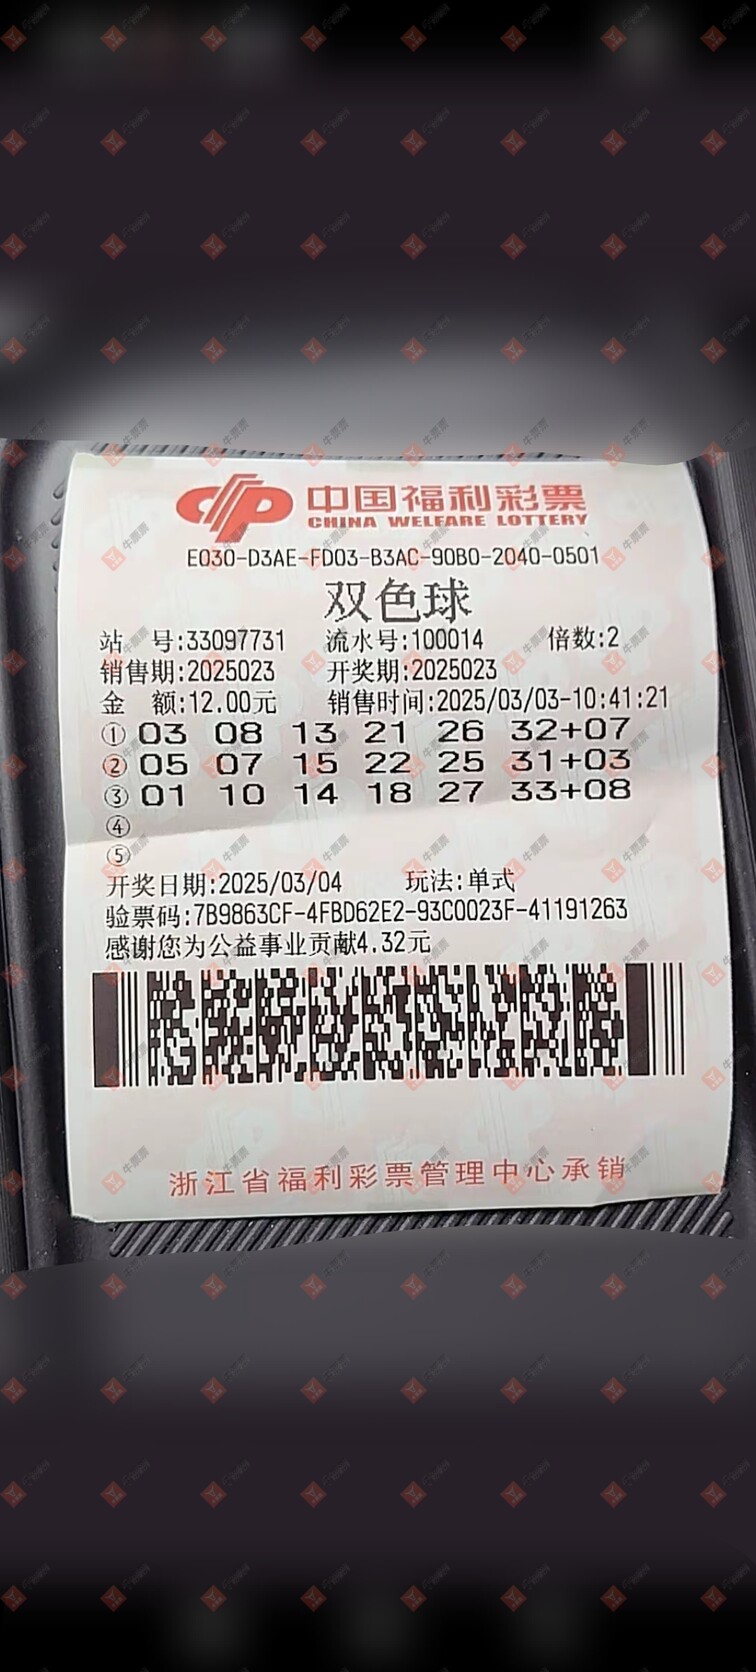 中国福利彩票
CHINA WELFARE LOTTERY
E030-D3AE-FD03-B3AC-90B0-2040-0501
双色球
站 号:33097731 流水号:100014 倍数:2
销售期:2025023 开奖期:2025023
金 额:12.00元 销售时间:2025/03/03-10:41:21
① 03 08 13 21 26 32+07
② 05 07 15 22 25 31+03
③ 01 10 14 18 27 33+08
④
⑤
开奖日期:2025/03/04 玩法:单式
验票码:7B9863CF-4FBD62E2-93C0023F-41191263
感谢您为公益事业贡献4.32元
浙江省福利彩票管理中心承销
牛票票